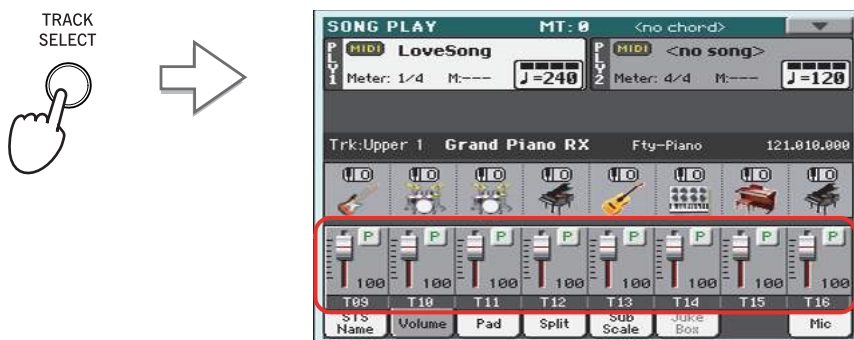 TRACK
SELECT
SONG PLAY MT: 0 <no chord>
PLY1 MIDI LoveSong
Meter: 1/4 M:--- ♩=240
PLY2 MIDI <no song>
Meter: 4/4 M:--- ♩=120
Trk:Upper 1 Grand Piano RX Fty-Piano 121.010.000
P P P P P P P P
100 100 100 100 100 100 100 100
T09 T10 T11 T12 T13 T14 T15 T16
STS Name Volume Pad Split Sub Scale Juke Box Mic